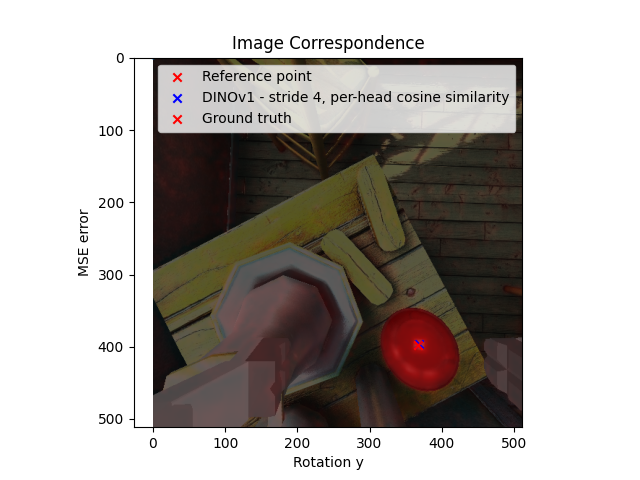 Image Correspondence
Reference point
DINOv1 - stride 4, per-head cosine similarity
Ground truth
0
100
200
300
400
500
MSE error
0
100
200
300
400
500
Rotation y